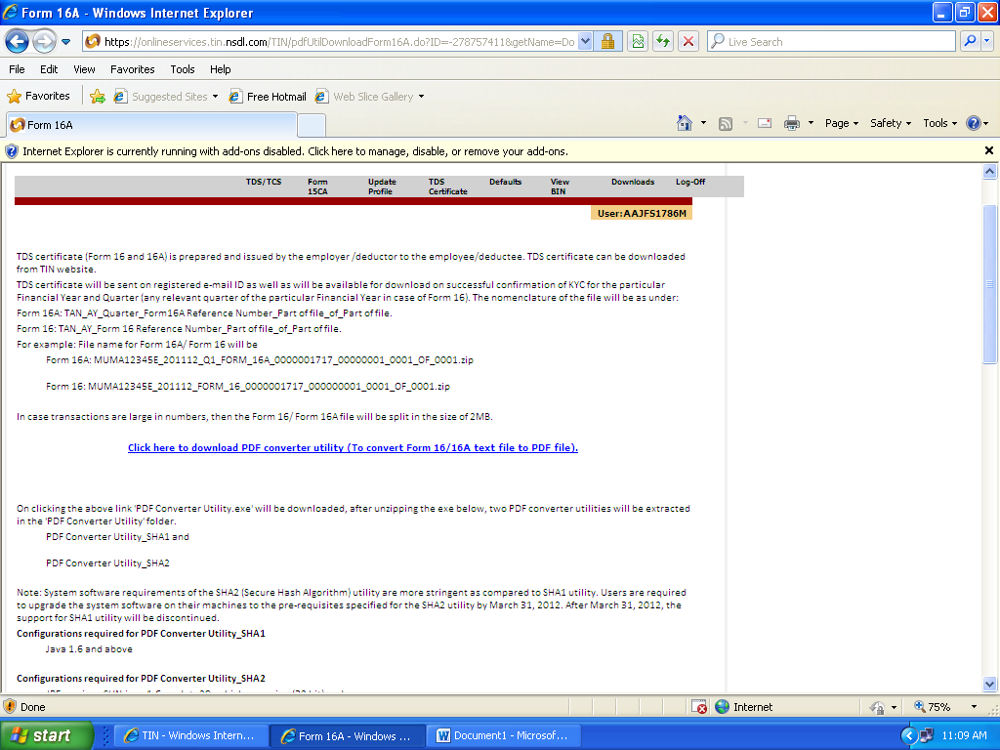 Form 16A - Windows Internet Explorer
https://onlineservices.tin.nsdl.com/TIN/pdfUtilDownloadForm16A.do?ID=-278757411&getName=Do
Live Search
File Edit View Favorites Tools Help
Favorites Suggested Sites Free Hotmail Web Slice Gallery
Form 16A
Page Safety Tools
Internet Explorer is currently running with add-ons disabled. Click here to manage, disable, or remove your add-ons.
TDS/TCS Form 15CA Update Profile TDS Certificate Defaults View BIN Downloads Log-Off
User:AAJFS1786M
TDS certificate (Form 16 and 16A) is prepared and issued by the employer /deductor to the employee/deductee. TDS certificate can be downloaded
from TIN website.
TDS certificate will be sent on registered e-mail ID as well as will be available for download on successful confirmation of KYC for the particular
Financial Year and Quarter (any relevant quarter of the particular Financial Year in case of Form 16). The nomenclature of the file will be as under:
Form 16A: TAN_AY_Quarter_Form16A Reference Number_Part of file_of_Part of file.
Form 16: TAN_AY_Form 16 Reference Number_Part of file_of_Part of file.
For example: File name for Form 16A/ Form 16 will be
Form 16A: MUMA12345E_201112_Q1_FORM_16A_0000001717_00000001_0001_OF_0001.zip
Form 16: MUMA12345E_201112_FORM_16_0000001717_000000001_0001_OF_0001.zip
In case transactions are large in numbers, then the Form 16/ Form 16A file will be split in the size of 2MB.
Click here to download PDF converter utility (To convert Form 16/16A text file to PDF file).
On clicking the above link 'PDF Converter Utility.exe' will be downloaded, after unzipping the exe below, two PDF converter utilities will be extracted
in the 'PDF Converter Utility' folder.
PDF Converter Utility_SHA1 and
PDF Converter Utility_SHA2
Note: System software requirements of the SHA2 (Secure Hash Algorithm) utility are more stringent as compared to SHA1 utility. Users are required
to upgrade the system software on their machines to the pre-requisites specified for the SHA2 utility by March 31, 2012. After March 31, 2012, the
support for SHA1 utility will be discontinued.
Configurations required for PDF Converter Utility_SHA1
Java 1.6 and above
Configurations required for PDF Converter Utility_SHA2
Done Internet 75%
start TIN - Windows Intern... Form 16A - Windows ... Document1 - Microsof... 11:09 AM